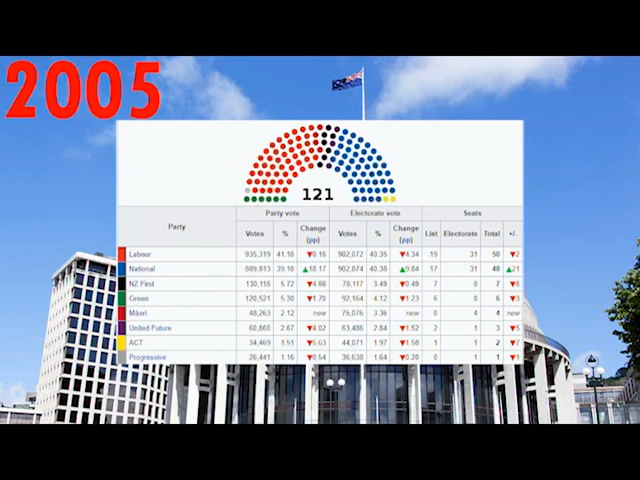 2005
121
Party Party vote Electorate vote Seats
Votes % Change (pp) Votes % Change (pp) List Electorate Total +/-
Labour 935,319 41.10 ▼0.16 902,072 40.35 ▼4.34 19 31 50 ▼2
National 889,813 39.10 ▲18.17 902,874 40.38 ▲9.84 17 31 48 ▲21
NZ First 130,115 5.72 ▼4.68 78,117 3.49 ▼0.49 7 0 7 ▼6
Green 120,521 5.30 ▼1.70 92,164 4.12 ▼1.23 6 0 6 ▼3
Māori 48,263 2.12 new 75,076 3.36 new 0 4 4 new
United Future 60,860 2.67 ▼4.02 63,486 2.84 ▼1.52 2 1 3 ▼5
ACT 34,469 1.51 ▼5.63 44,071 1.97 ▼1.58 1 1 2 ▼7
Progressive 26,441 1.16 ▼0.54 36,638 1.64 ▼0.20 0 1 1 ▼1